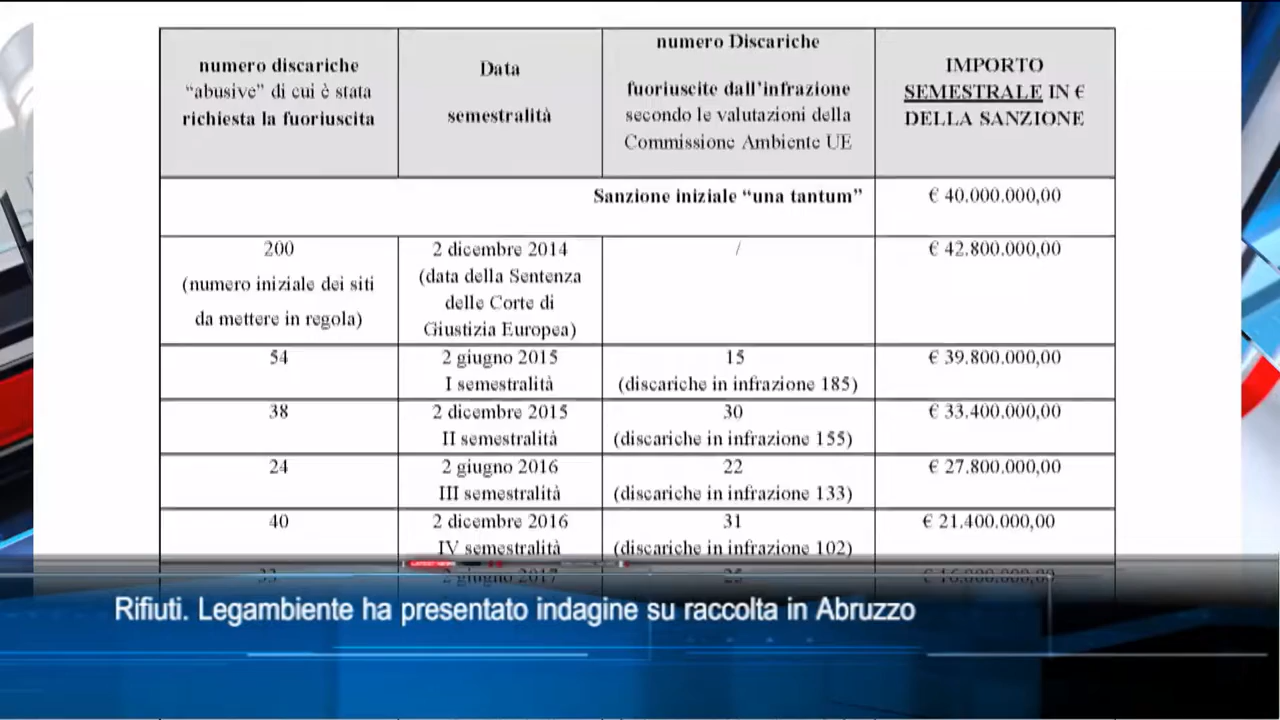 numero discariche
“abusive” di cui è stata
richiesta la fuoriuscita
Data
semestralità
numero Discariche
fuoriuscite dall’infrazione
secondo le valutazioni della
Commissione Ambiente UE
IMPORTO
SEMESTRALE IN €
DELLA SANZIONE
Sanzione iniziale “una tantum”
€ 40.000.000,00
200
(numero iniziale dei siti
da mettere in regola)
2 dicembre 2014
(data della Sentenza
delle Corte di
Giustizia Europea)
/
€ 42.800.000,00
54
2 giugno 2015
I semestralità
15
(discariche in infrazione 185)
€ 39.800.000,00
38
2 dicembre 2015
II semestralità
30
(discariche in infrazione 155)
€ 33.400.000,00
24
2 giugno 2016
III semestralità
22
(discariche in infrazione 133)
€ 27.800.000,00
40
2 dicembre 2016
IV semestralità
31
(discariche in infrazione 102)
€ 21.400.000,00
2 giugno 2017
Rifiuti. Legambiente ha presentato indagine su raccolta in Abruzzo